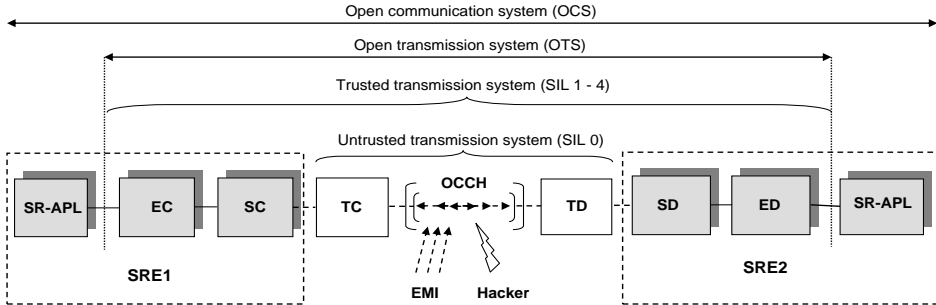 Open communication system (OCS)
Open transmission system (OTS)
Trusted transmission system (SIL 1 - 4)
Untrusted transmission system (SIL 0)
OCCH
SR-APL EC SC TC TD SD ED SR-APL
SRE1 SRE2
EMI Hacker